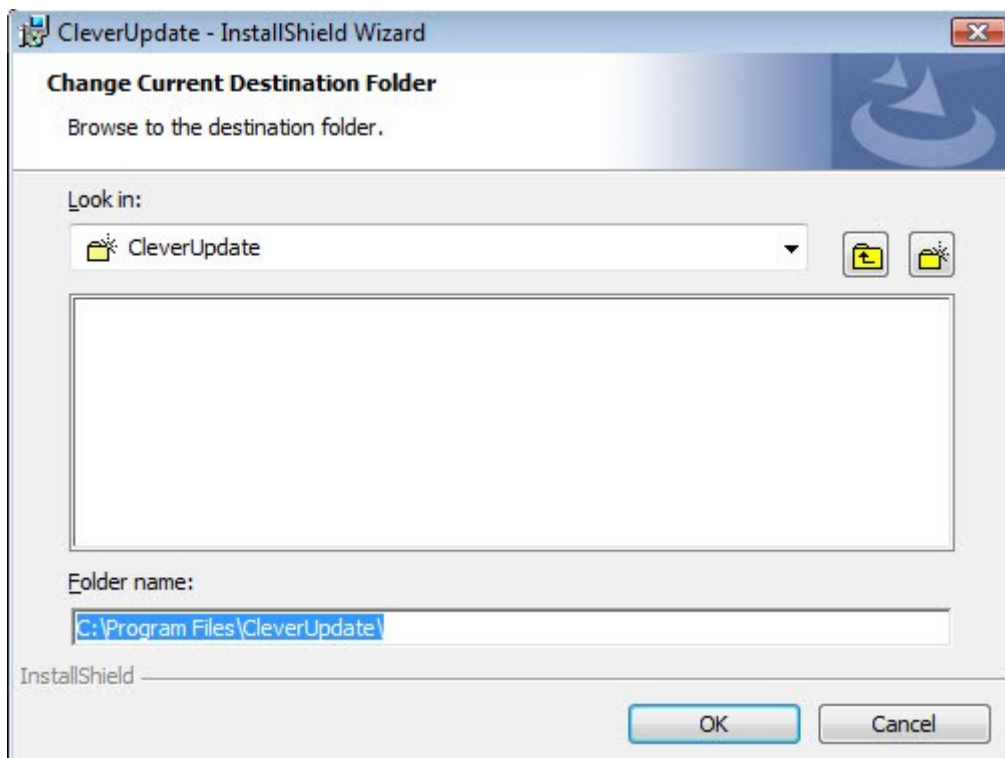 CleverUpdate - InstallShield Wizard
Change Current Destination Folder
Browse to the destination folder.
Look in:
CleverUpdate
Folder name:
C:\Program Files\CleverUpdate\
InstallShield
OK
Cancel